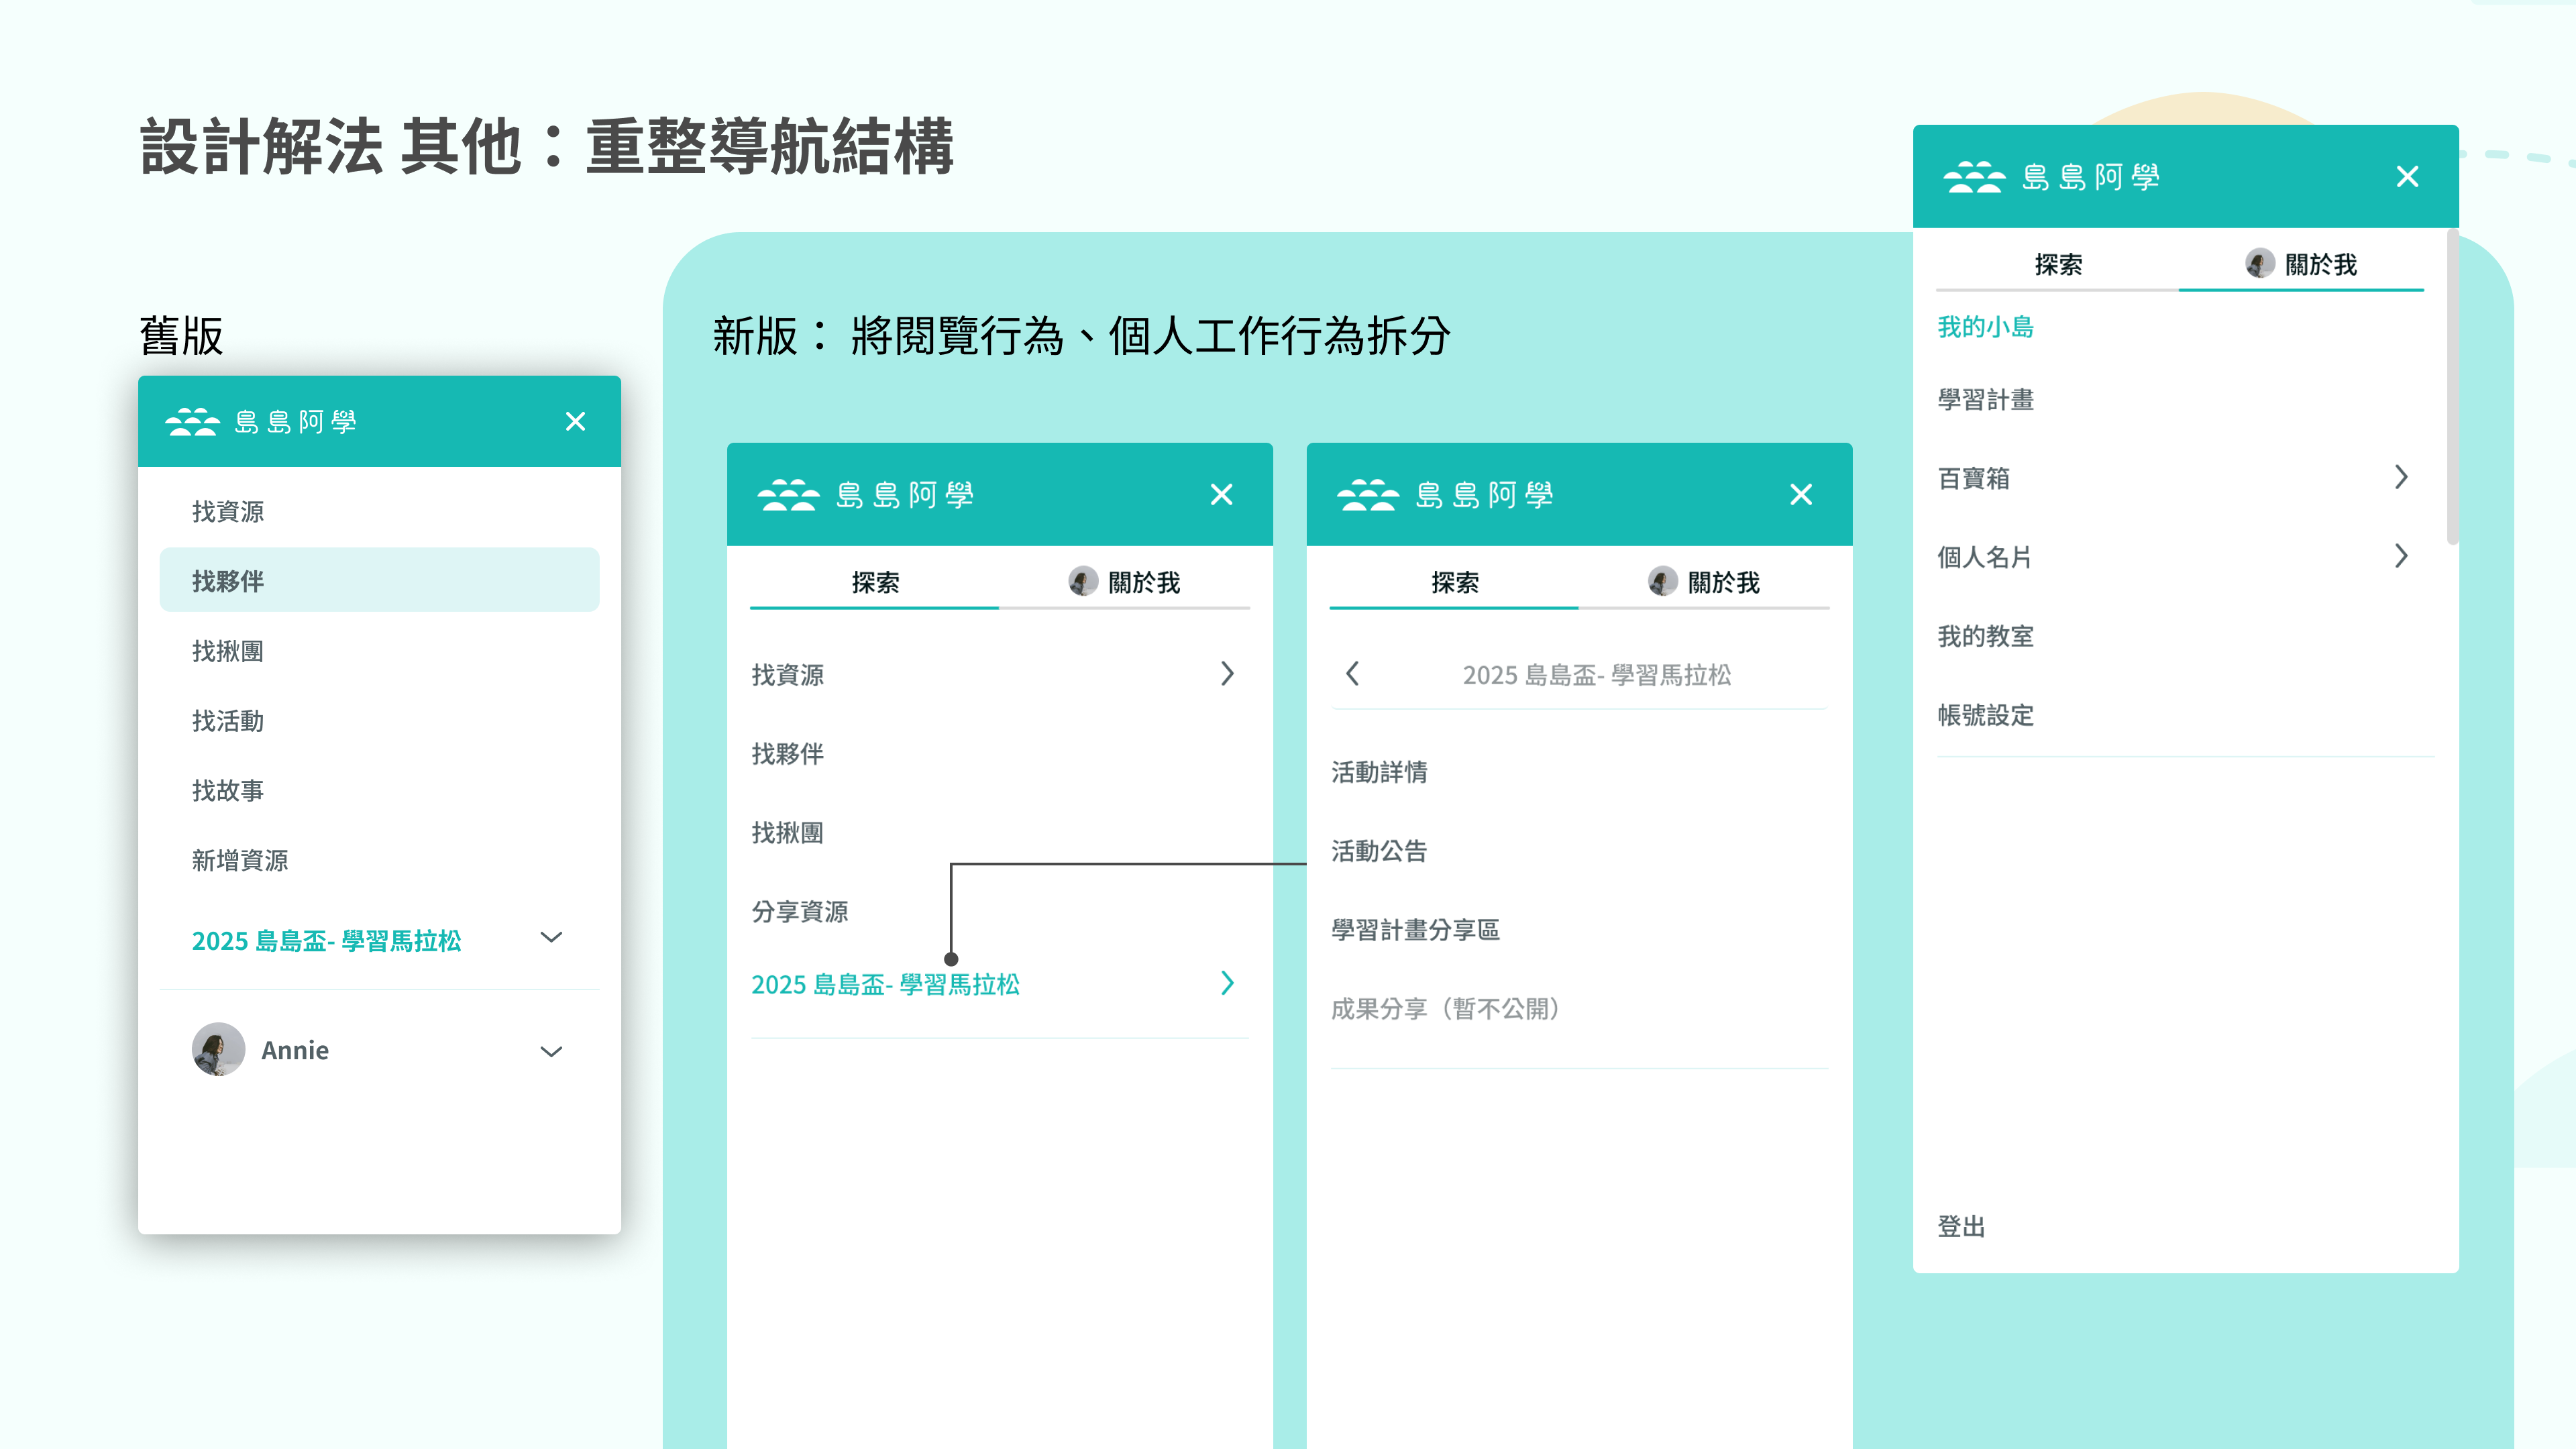 設計解法 其他：重整導航結構
舊版
島島阿學
找資源
找夥伴
找揪團
找活動
找故事
新增資源
2025 島島盃- 學習馬拉松
Annie
新版： 將閱覽行為、個人工作行為拆分
島島阿學
探索
關於我
找資源
找夥伴
找揪團
分享資源
2025 島島盃- 學習馬拉松
島島阿學
探索
關於我
2025 島島盃- 學習馬拉松
活動詳情
活動公告
學習計畫分享區
成果分享（暫不公開）
島島阿學
探索
關於我
我的小島
學習計畫
百寶箱
個人名片
我的教室
帳號設定
登出